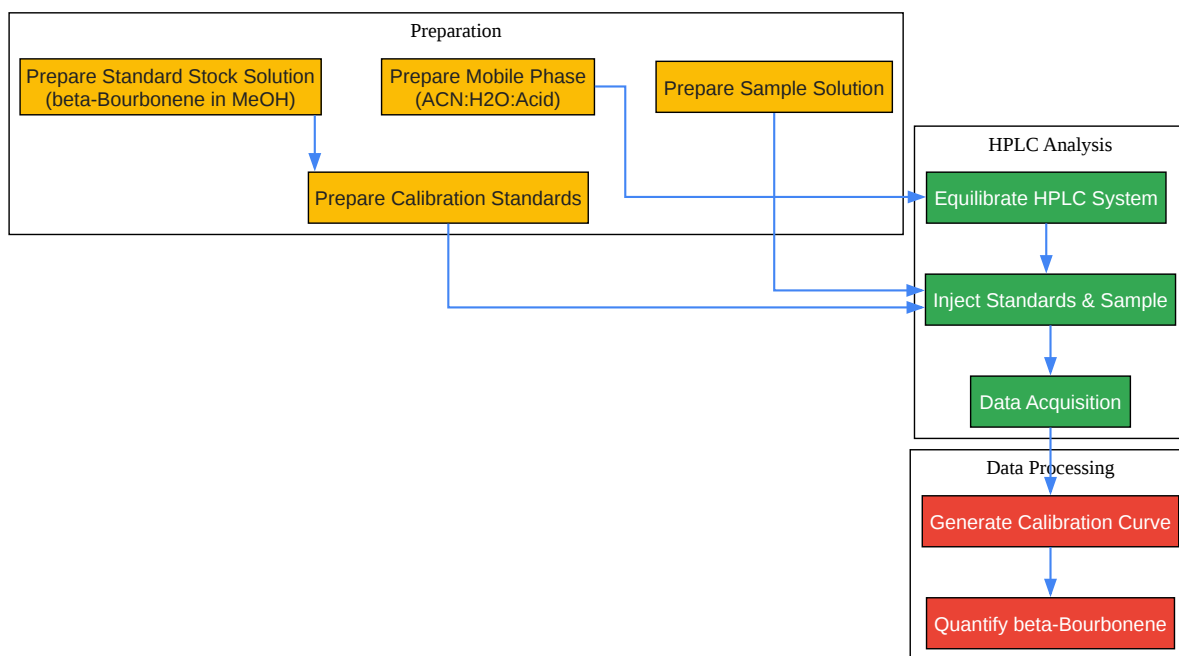 Preparation
Prepare Standard Stock Solution
(beta-Bourbonene in MeOH)
Prepare Mobile Phase
(ACN:H2O:Acid)
Prepare Sample Solution
Prepare Calibration Standards
HPLC Analysis
Equilibrate HPLC System
Inject Standards & Sample
Data Acquisition
Data Processing
Generate Calibration Curve
Quantify beta-Bourbonene